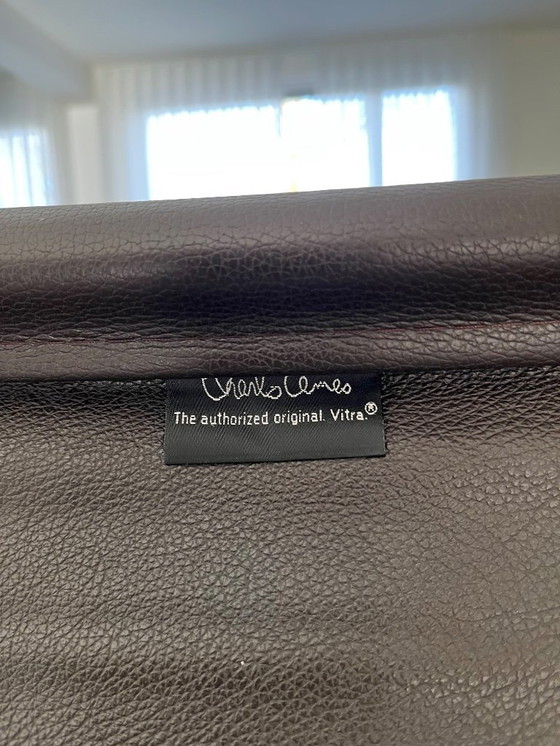 Charles Eames
The authorized original. Vitra.®